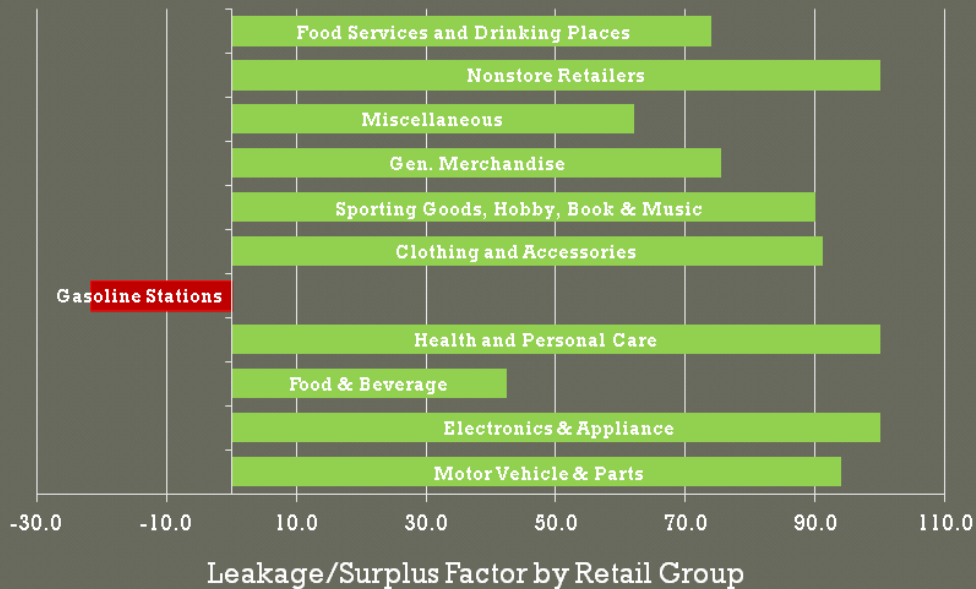 Food Services and Drinking Places
Nonstore Retailers
Miscellaneous
Gen. Merchandise
Sporting Goods, Hobby, Book & Music
Clothing and Accessories
Gasoline Stations
Health and Personal Care
Food & Beverage
Electronics & Appliance
Motor Vehicle & Parts
-30.0 -10.0 10.0 30.0 50.0 70.0 90.0 110.0
Leakage/Surplus Factor by Retail Group